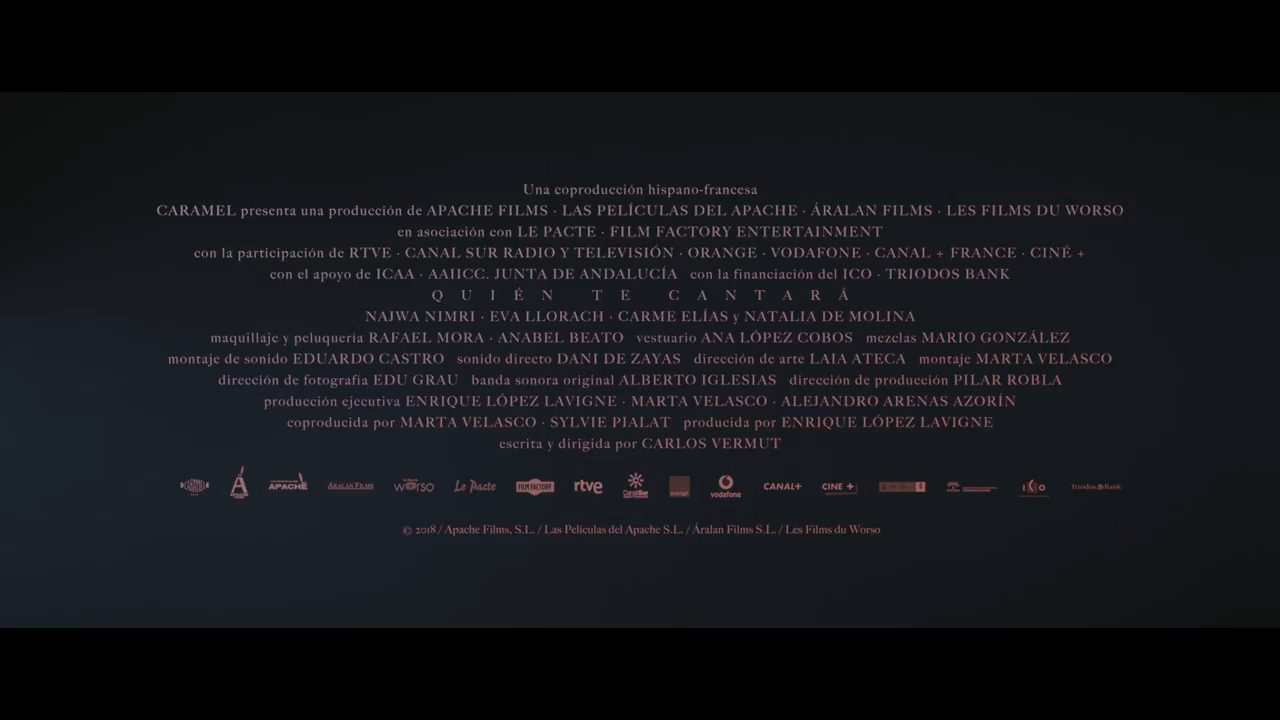 Una coproducción hispano-francesa
CARAMEL presenta una producción de APACHE FILMS · LAS PELÍCULAS DEL APACHE · ÁRALAN FILMS · LES FILMS DU WORSO
en asociación con LE PACTE · FILM FACTORY ENTERTAINMENT
con la participación de RTVE · CANAL SUR RADIO Y TELEVISIÓN · ORANGE · VODAFONE · CANAL + FRANCE · CINÉ +
con el apoyo de ICAA · AAIICC. JUNTA DE ANDALUCÍA con la financiación del ICO · TRIODOS BANK
QUIÉN TE CANTARÁ
NAJWA NIMRI · EVA LLORACH · CARME ELÍAS y NATALIA DE MOLINA
maquillaje y peluquería RAFAEL MORA · ANABEL BEATO vestuario ANA LÓPEZ COBOS mezclas MARIO GONZÁLEZ
montaje de sonido EDUARDO CASTRO sonido directo DANI DE ZAYAS dirección de arte LAIA ATECA montaje MARTA VELASCO
dirección de fotografía EDU GRAU banda sonora original ALBERTO IGLESIAS dirección de producción PILAR ROBLA
producción ejecutiva ENRIQUE LÓPEZ LAVIGNE · MARTA VELASCO · ALEJANDRO ARENAS AZORÍN
coproducida por MARTA VELASCO · SYLVIE PIALAT producida por ENRIQUE LÓPEZ LAVIGNE
escrita y dirigida por CARLOS VERMUT
CARAMEL APACHE ÁRALAN FILMS WORSO Le Pacte FILM FACTORY rtve CanalSur vodafone CANAL+ CINE + ICO Triodos Bank
© 2018 / Apache Films, S.L. / Las Películas del Apache S.L. / Áralan Films S.L. / Les Films du Worso